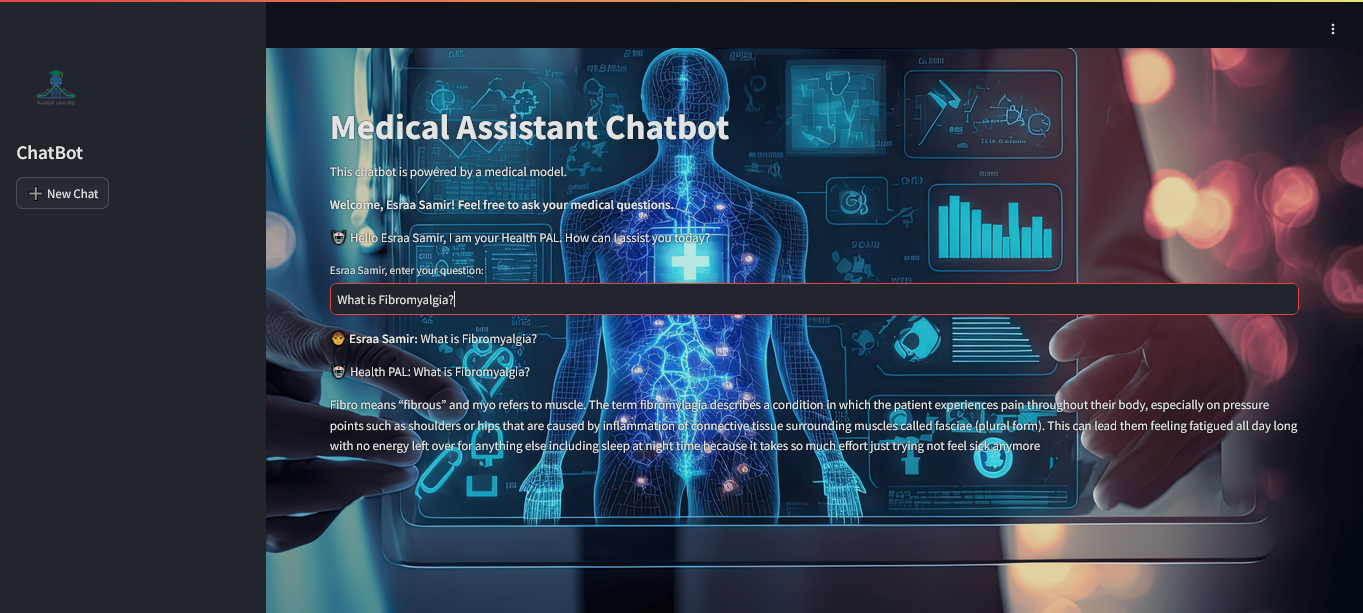 ChatBot
New Chat
Medical Assistant Chatbot
This chatbot is powered by a medical model.
Welcome, Esraa Samir! Feel free to ask your medical questions.
Hello Esraa Samir, I am your Health PAL. How can I assist you today?
Esraa Samir, enter your question:
What is Fibromyalgia?
Esraa Samir: What is Fibromyalgia?
Health PAL: What is Fibromyalgia?
Fibro means “fibrous” and myo refers to muscle. The term fibromylagia describes a condition in which the patient experiences pain throughout their body, especially on pressure
points such as shoulders or hips that are caused by inflammation of connective tissue surrounding muscles called fasciae (plural form). This can lead them feeling fatigued all day long
with no energy left over for anything else including sleep at night time because it takes so much effort just trying not feel sick anymore